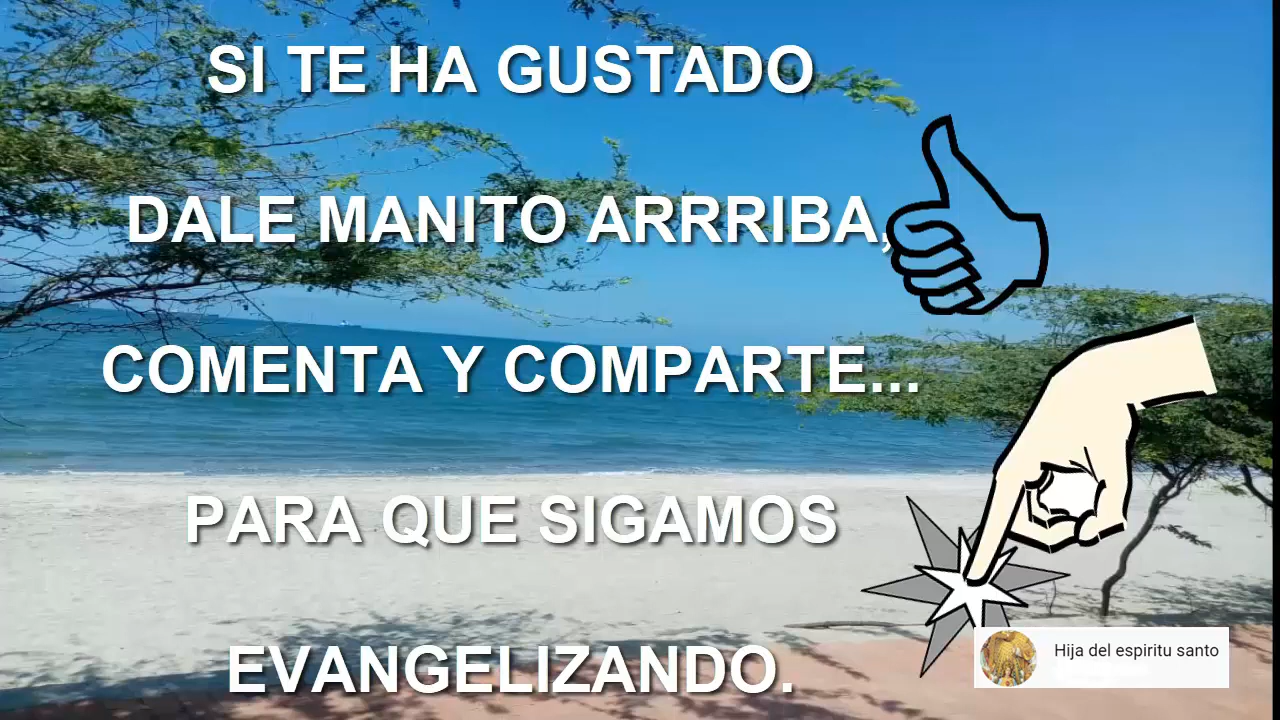 SI TE HA GUSTADO
DALE MANITO ARRRIBA,
COMENTA Y COMPARTE...
PARA QUE SIGAMOS
EVANGELIZANDO.
Hija del espiritu santo